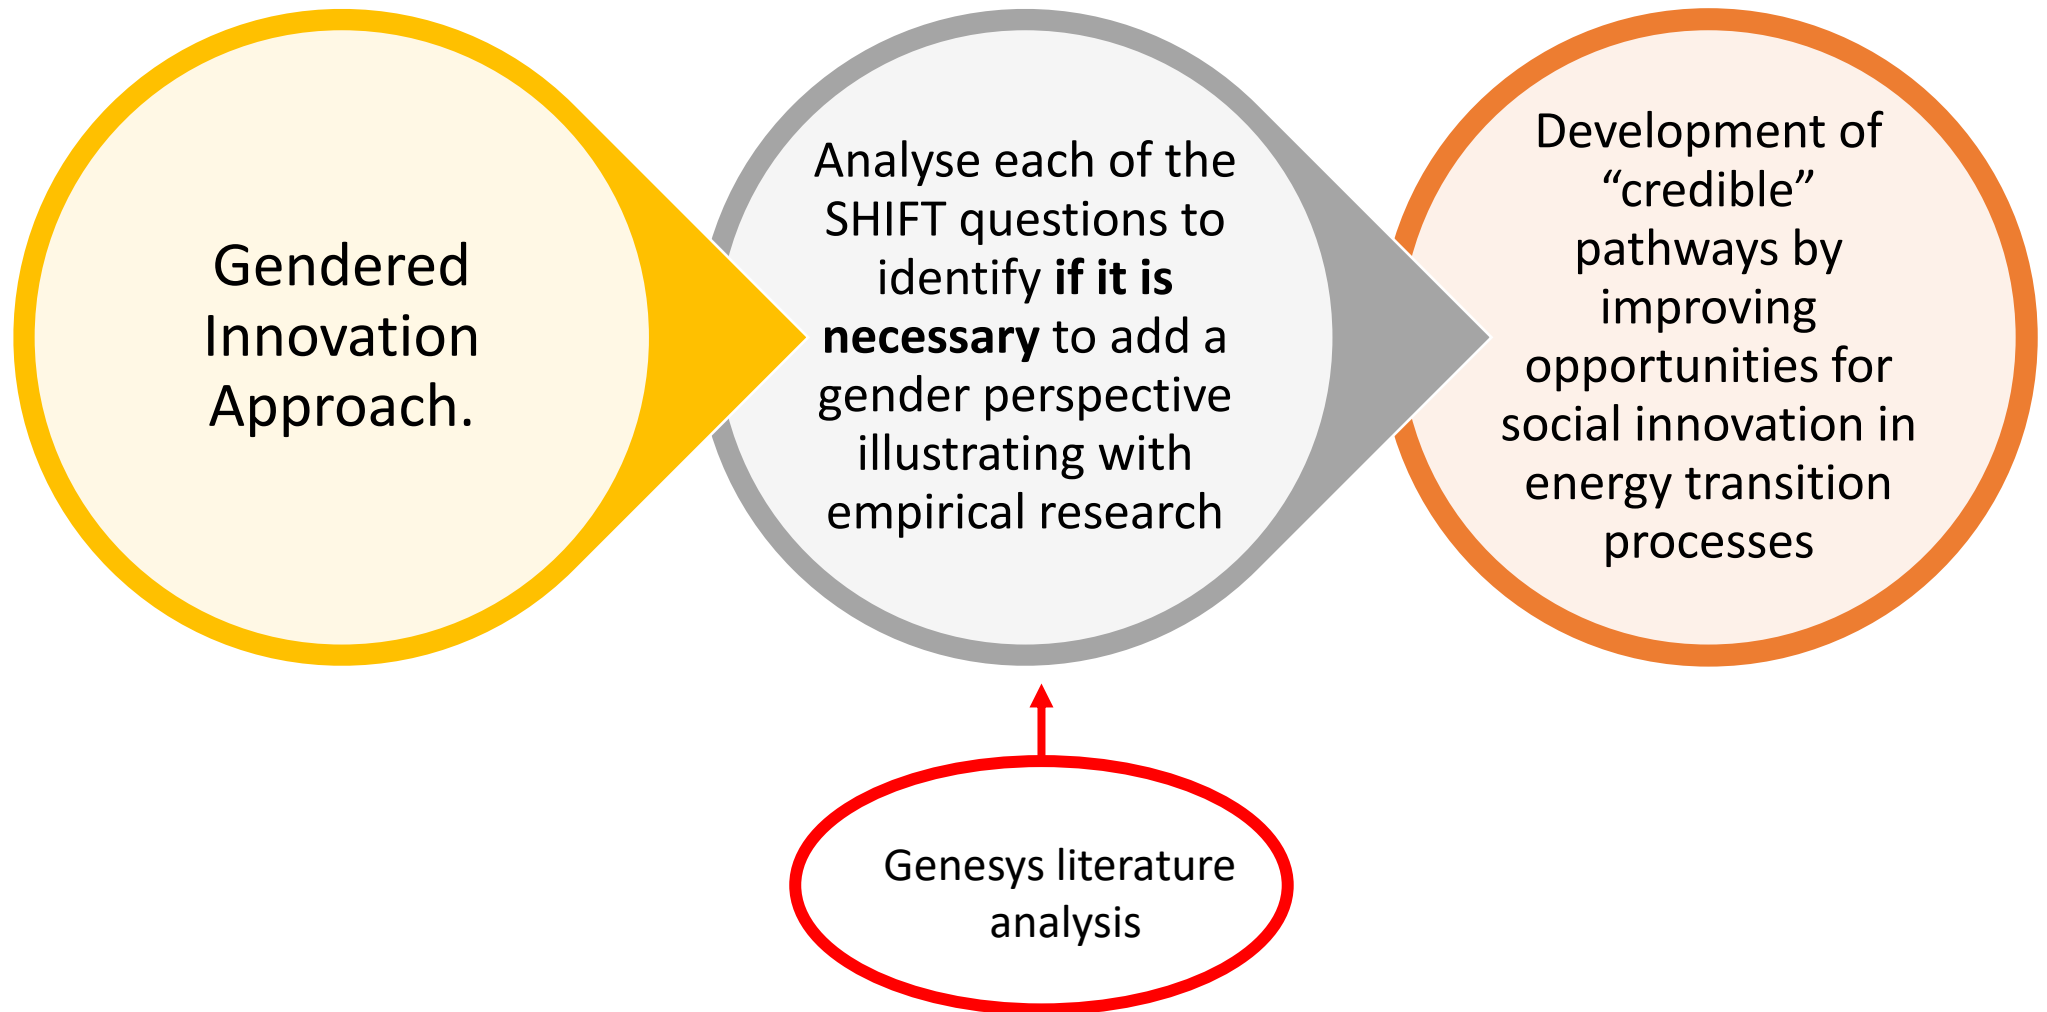 Gendered
Innovation
Approach.
Analyse each of the
SHIFT questions to
identify if it is
necessary to add a
gender perspective
illustrating with
empirical research
Development of
“credible”
pathways by
improving
opportunities for
social innovation in
energy transition
processes
Genesys literature
analysis